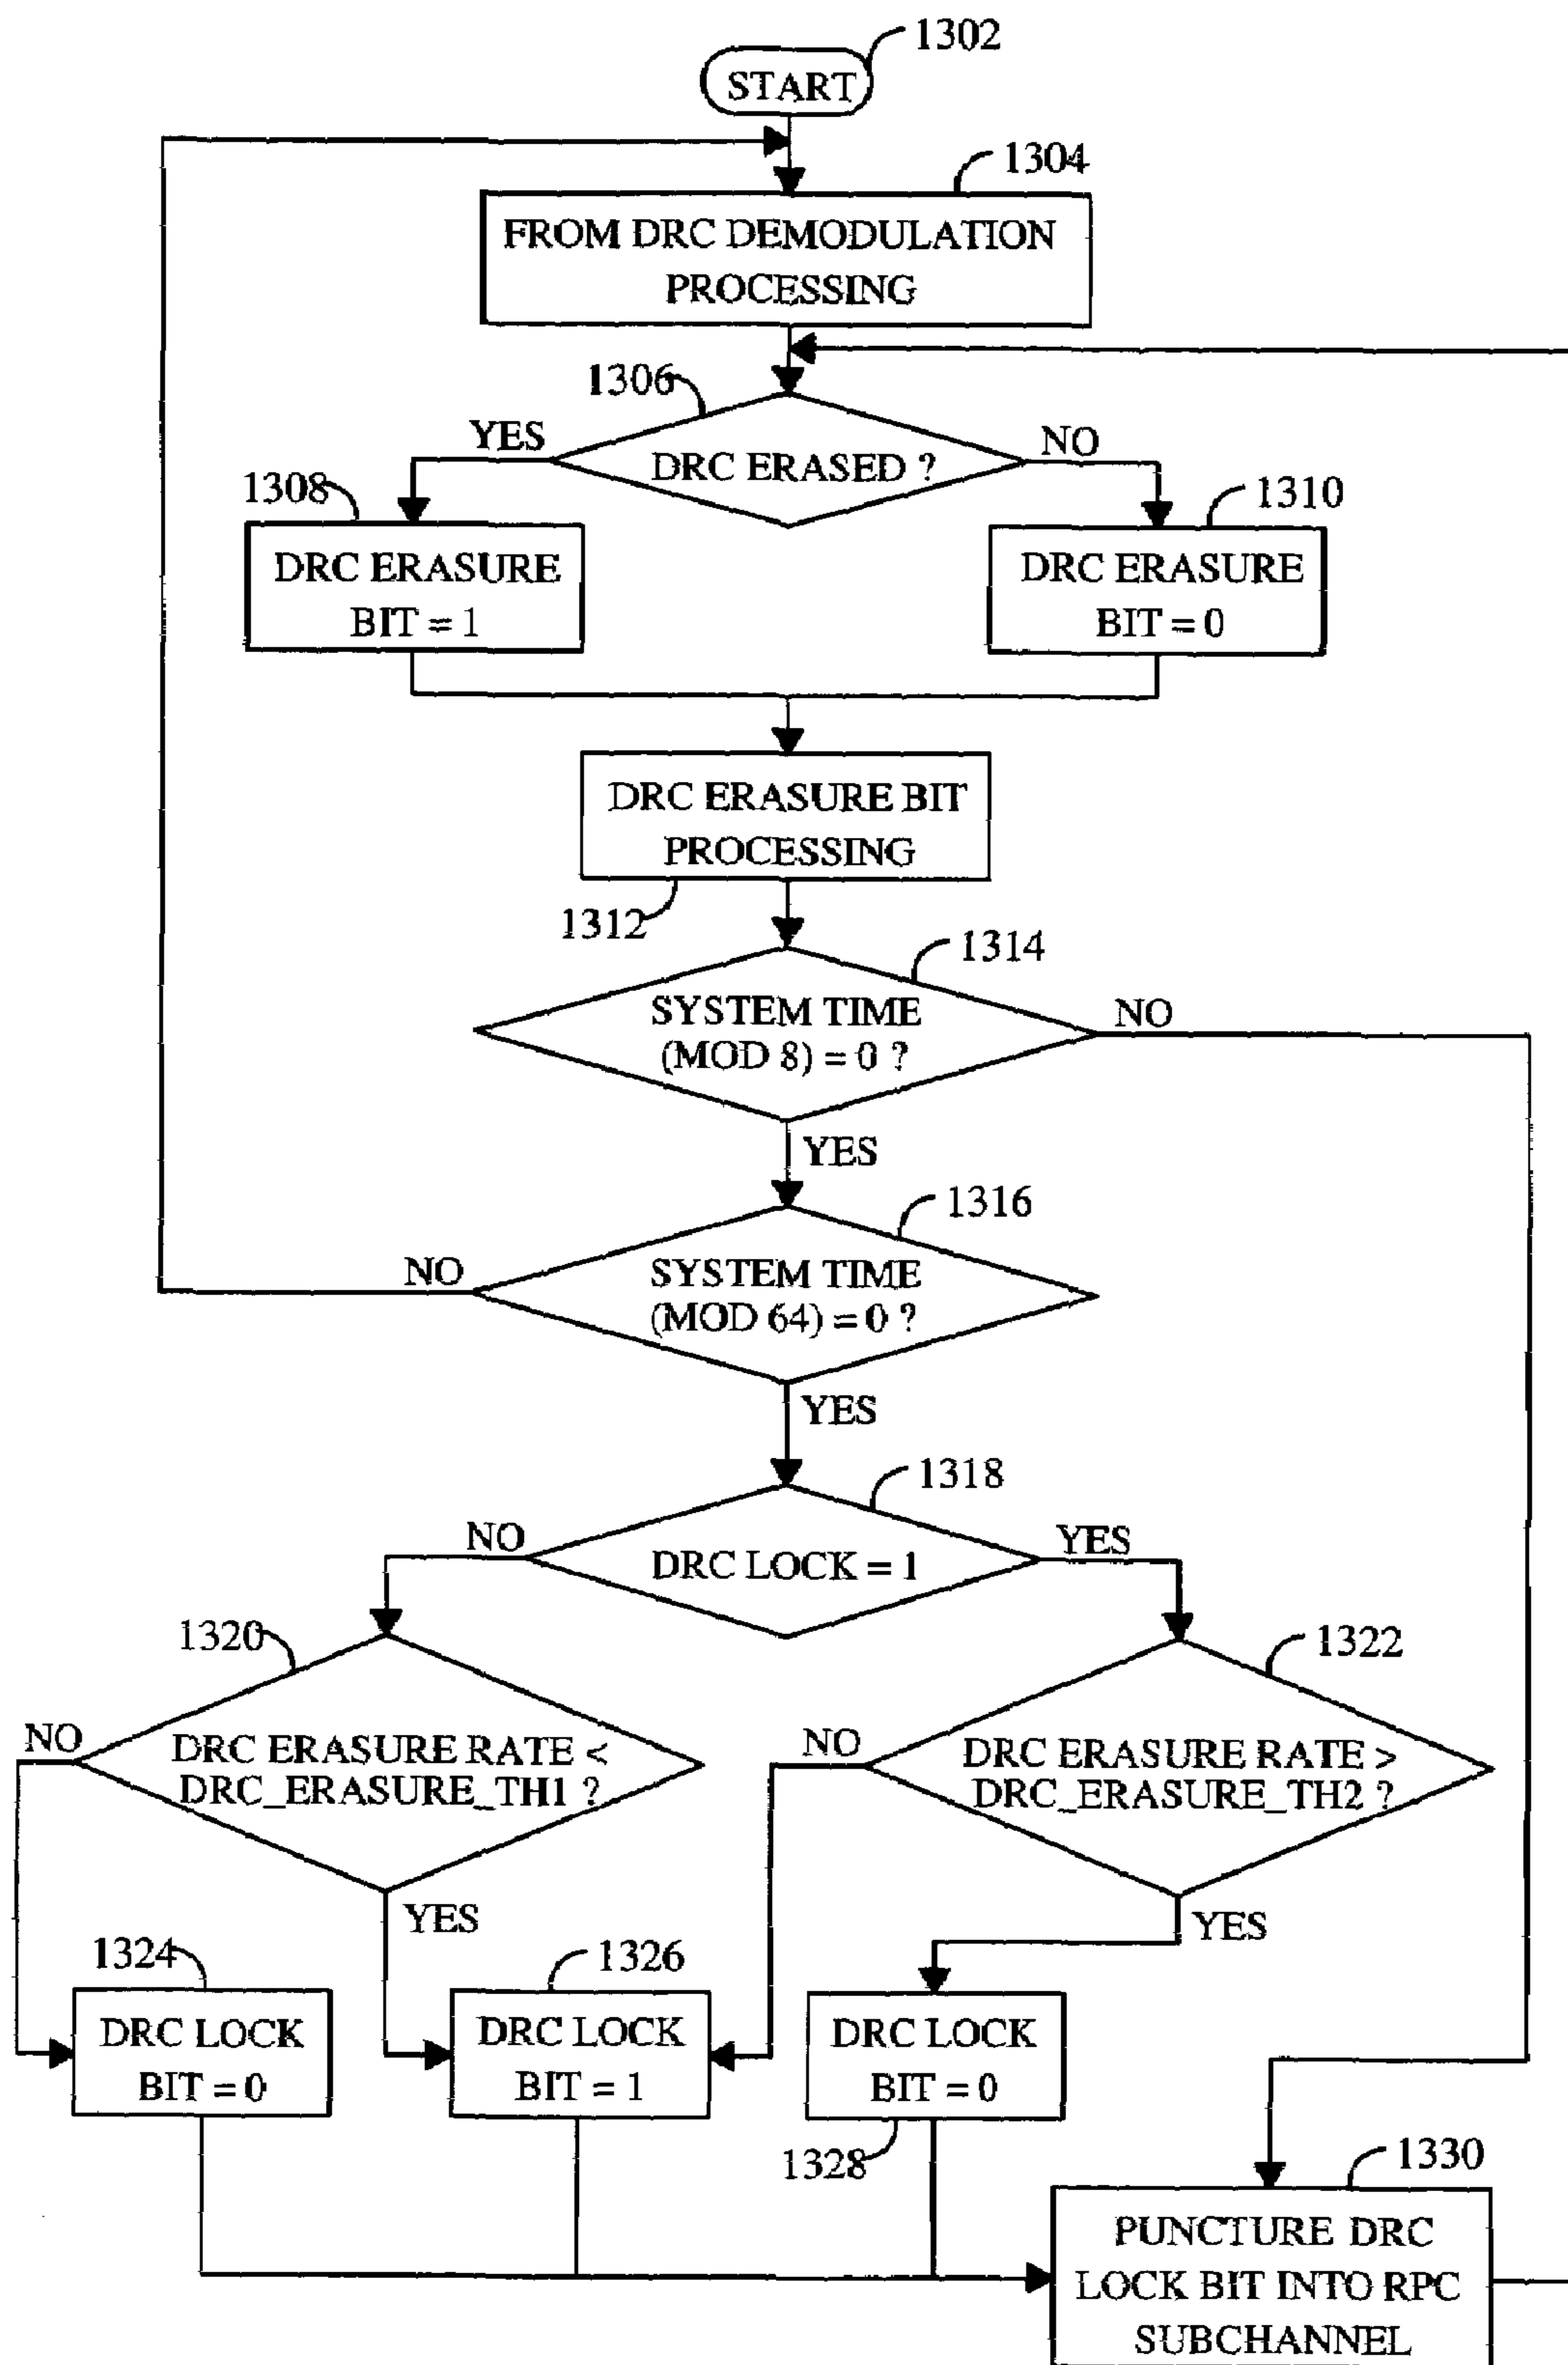 1302
START
1304
FROM DRC DEMODULATION
PROCESSING
1306
YES
NO
DRC ERASED ?
1308
1310
DRC ERASURE
BIT = 1
DRC ERASURE
BIT = 0
DRC ERASURE BIT
PROCESSING
1312
1314
SYSTEM TIME
(MOD 8) = 0 ?
NO
YES
1316
SYSTEM TIME
(MOD 64) = 0 ?
NO
YES
1318
NO
YES
DRC LOCK = 1
1320
1322
NO
DRC ERASURE RATE <
DRC_ERASURE_TH1 ?
NO
DRC ERASURE RATE >
DRC_ERASURE_TH2 ?
YES
YES
1324
1326
DRC LOCK
BIT = 0
DRC LOCK
BIT = 1
DRC LOCK
BIT = 0
1328
1330
PUNCTURE DRC
LOCK BIT INTO RPC
SUBCHANNEL